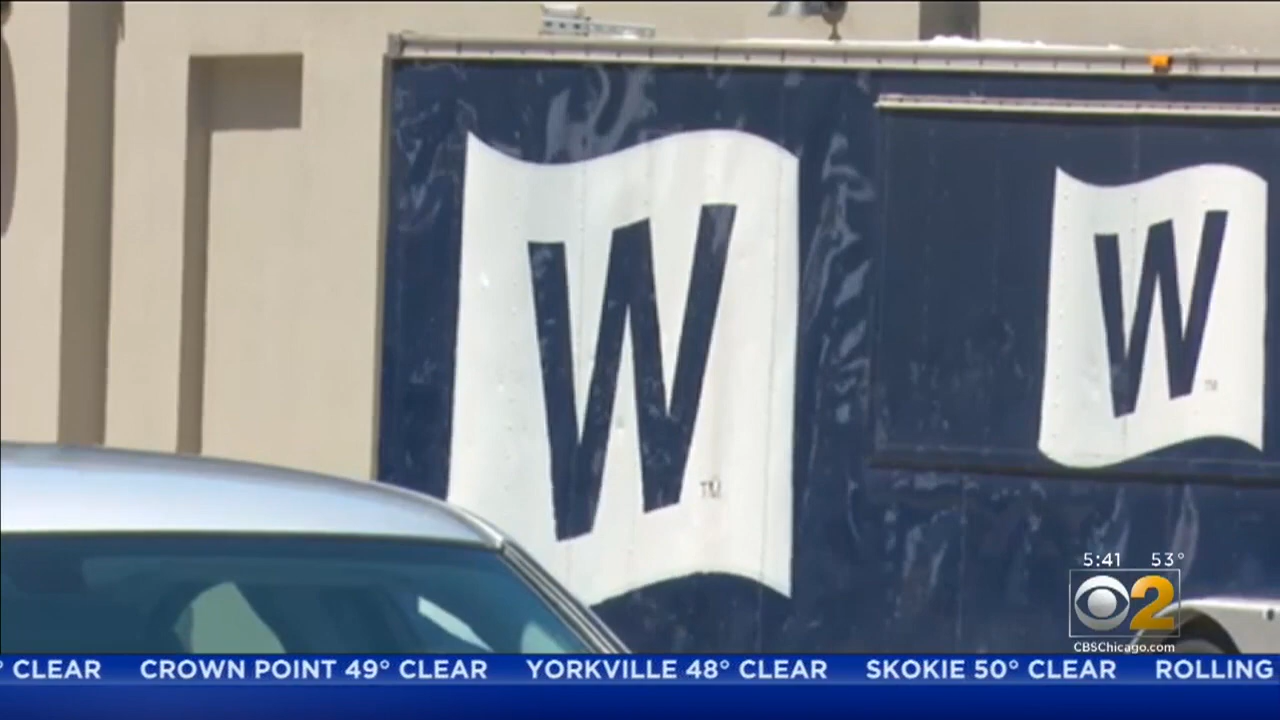 W
TM
W
TM
5:41 53°
2
CBSChicago.com
° CLEAR CROWN POINT 49° CLEAR YORKVILLE 48° CLEAR SKOKIE 50° CLEAR ROLLING